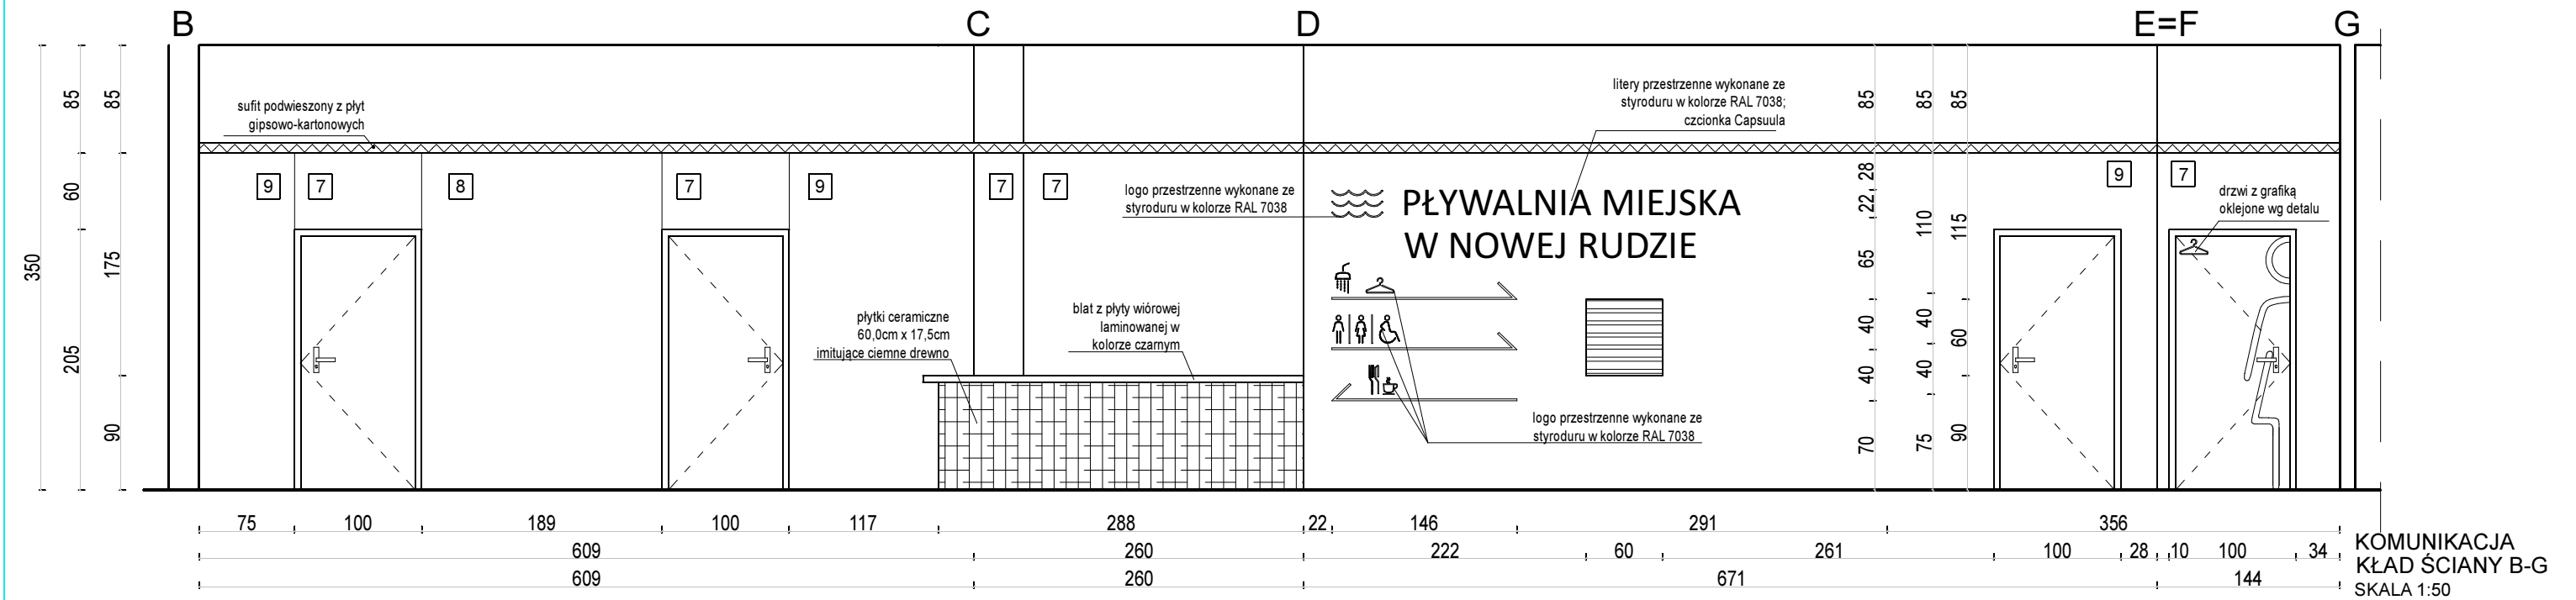 B
C
D
E=F
G
85
85
60
175
350
205
90
sufit podwieszony z płyt
gipsowo-kartonowych
9
7
8
7
9
7
7
9
7
płytki ceramiczne
60,0cm x 17,5cm
imitujące ciemne drewno
blat z płyty wiórowej
laminowanej w
kolorze czarnym
logo przestrzenne wykonane ze
styroduru w kolorze RAL 7038
PŁYWALNIA MIEJSKA
W NOWEJ RUDZIE
litery przestrzenne wykonane ze
styroduru w kolorze RAL 7038;
czcionka Capsuula
logo przestrzenne wykonane ze
styroduru w kolorze RAL 7038
85
28
22
65
40
40
70
85
110
40
40
75
85
115
60
90
drzwi z grafiką
oklejone wg detalu
75 100 189 100 117 288 22 146 291 356
609 260 222 60 261 100 28 10 100 34
609 260 671 144
KOMUNIKACJA
KŁAD ŚCIANY B-G
SKALA 1:50